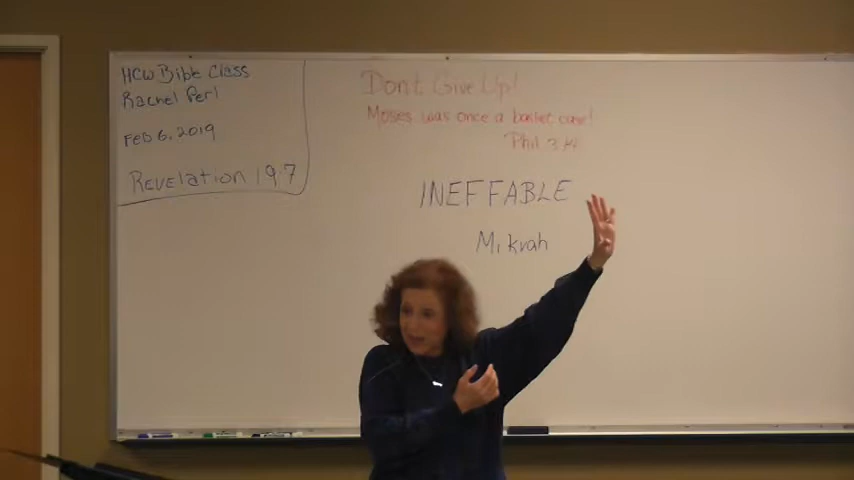 HCW Bible Class
Rachel Perl
Feb 6, 2019
Revelation 19:7
Don't Give Up!
Moses was once a basket case!
Phil 3:14
INEFFABLE
Mikvah